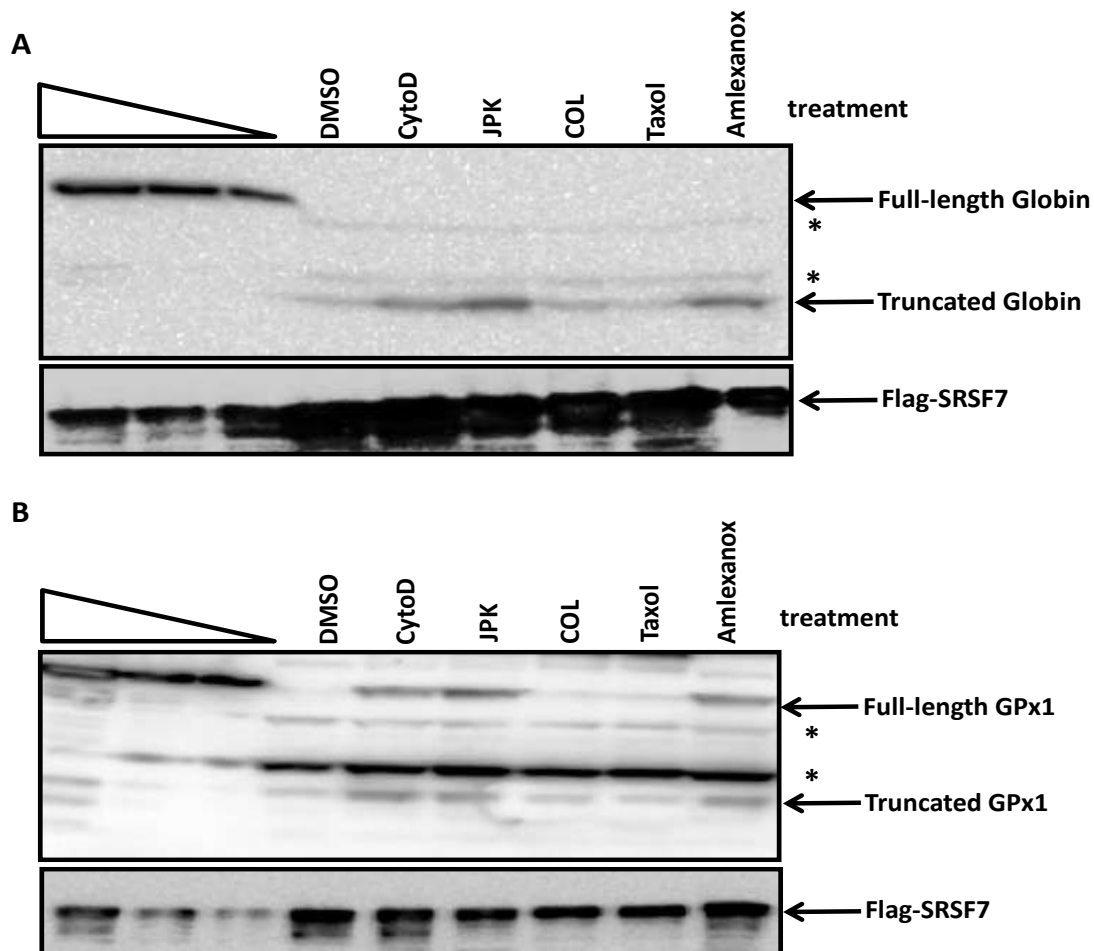 A
DMSO
CytoD
JPK
COL
Taxol
Amlexanox
treatment
Full-length Globin
*
*
Truncated Globin
Flag-SRSF7
B
DMSO
CytoD
JPK
COL
Taxol
Amlexanox
treatment
Full-length GPx1
*
*
Truncated GPx1
Flag-SRSF7